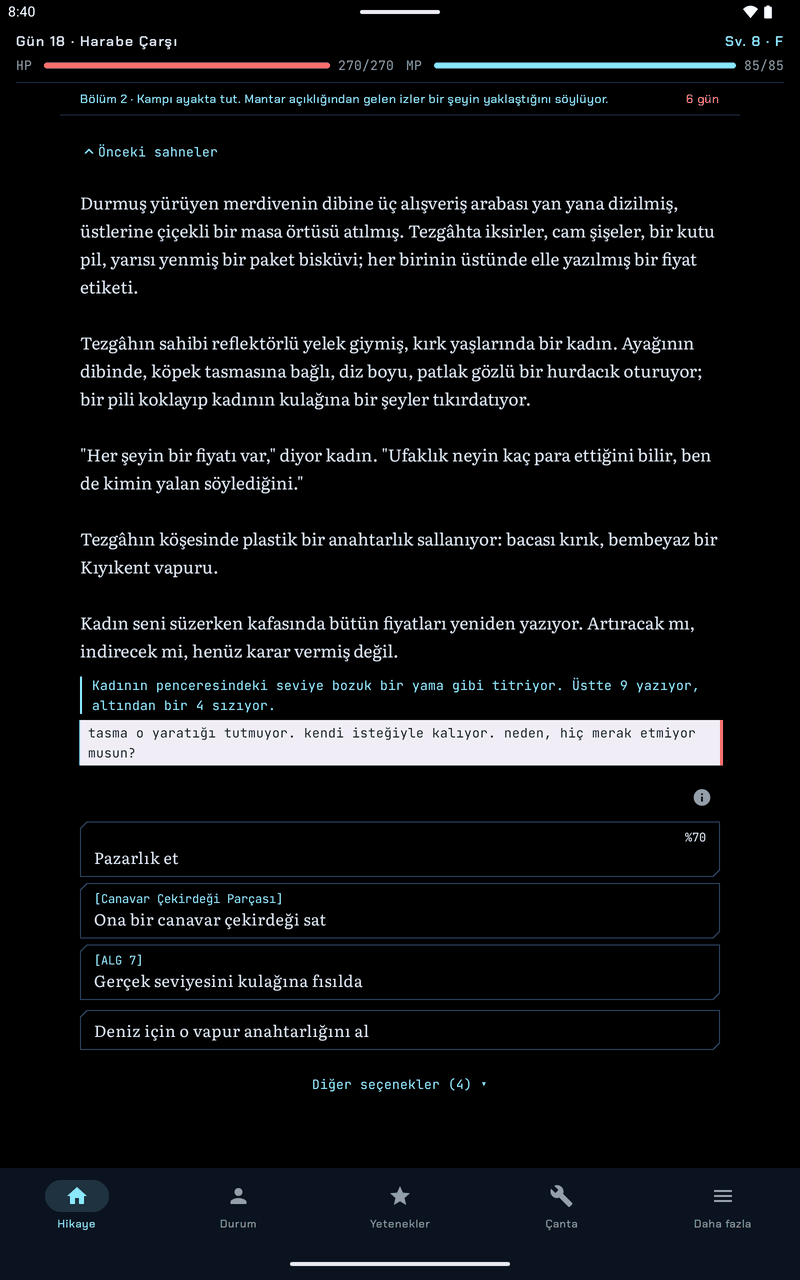 8:40
Gün 18 · Harabe Çarşı
Sv. 8 · F
HP 270/270 MP 85/85
Bölüm 2 · Kampı ayakta tut. Mantar açıklığından gelen izler bir şeyin yaklaştığını söylüyor. 6 gün
Önceki sahneler
Durmuş yürüyen merdivenin dibine üç alışveriş arabası yan yana dizilmiş,
üstlerine çiçekli bir masa örtüsü atılmış. Tezgâhta iksirler, cam şişeler, bir kutu
pil, yarısı yenmiş bir paket bisküvi; her birinin üstünde elle yazılmış bir fiyat
etiketi.
Tezgâhın sahibi reflektörlü yelek giymiş, kırk yaşlarında bir kadın. Ayağının
dibinde, köpek tasmasına bağlı, diz boyu, patlak gözlü bir hurdacık oturuyor;
bir pili koklayıp kadının kulağına bir şeyler tıkırdatıyor.
"Her şeyin bir fiyatı var," diyor kadın. "Ufaklık neyin kaç para ettiğini bilir, ben
de kimin yalan söylediğini."
Tezgâhın köşesinde plastik bir anahtarlık sallanıyor: bacası kırık, bembeyaz bir
Kıyıkent vapuru.
Kadın seni süzerken kafasında bütün fiyatları yeniden yazıyor. Artıracak mı,
indirecek mi, henüz karar vermiş değil.
Kadının penceresindeki seviye bozuk bir yama gibi titriyor. Üstte 9 yazıyor,
altından bir 4 sızıyor.
tasma o yaratığı tutmuyor. kendi isteğiyle kalıyor. neden, hiç merak etmiyor
musun?
%70
Pazarlık et
[Canavar Çekirdeği Parçası]
Ona bir canavar çekirdeği sat
[ALG 7]
Gerçek seviyesini kulağına fısılda
Deniz için o vapur anahtarlığını al
Diğer seçenekler (4) ▾
Hikaye
Durum
Yetenekler
Çanta
Daha fazla